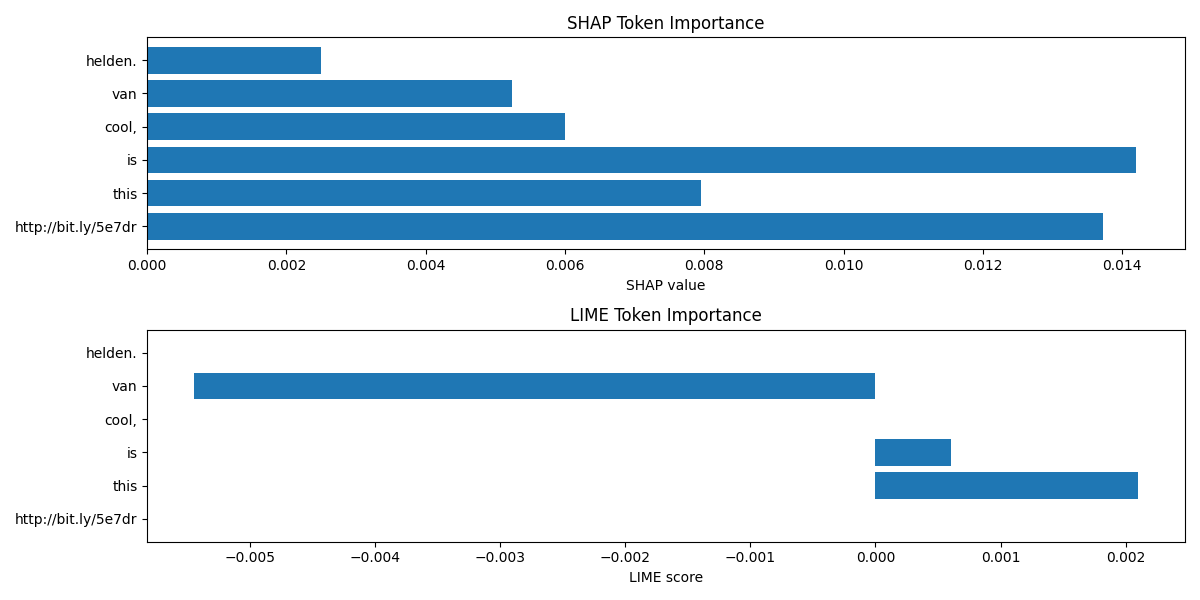 SHAP Token Importance
helden.
van
cool,
is
this
http://bit.ly/5e7dr
0.000 0.002 0.004 0.006 0.008 0.010 0.012 0.014
SHAP value
LIME Token Importance
helden.
van
cool,
is
this
http://bit.ly/5e7dr
−0.005 −0.004 −0.003 −0.002 −0.001 0.000 0.001 0.002
LIME score